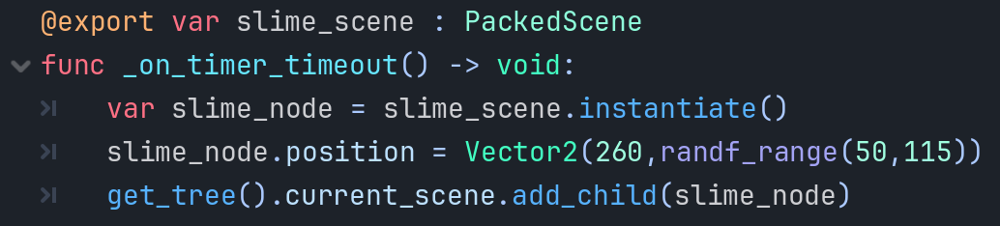 @export var slime_scene : PackedScene
func _on_timer_timeout() -> void:
var slime_node = slime_scene.instantiate()
slime_node.position = Vector2(260,randf_range(50,115))
get_tree().current_scene.add_child(slime_node)